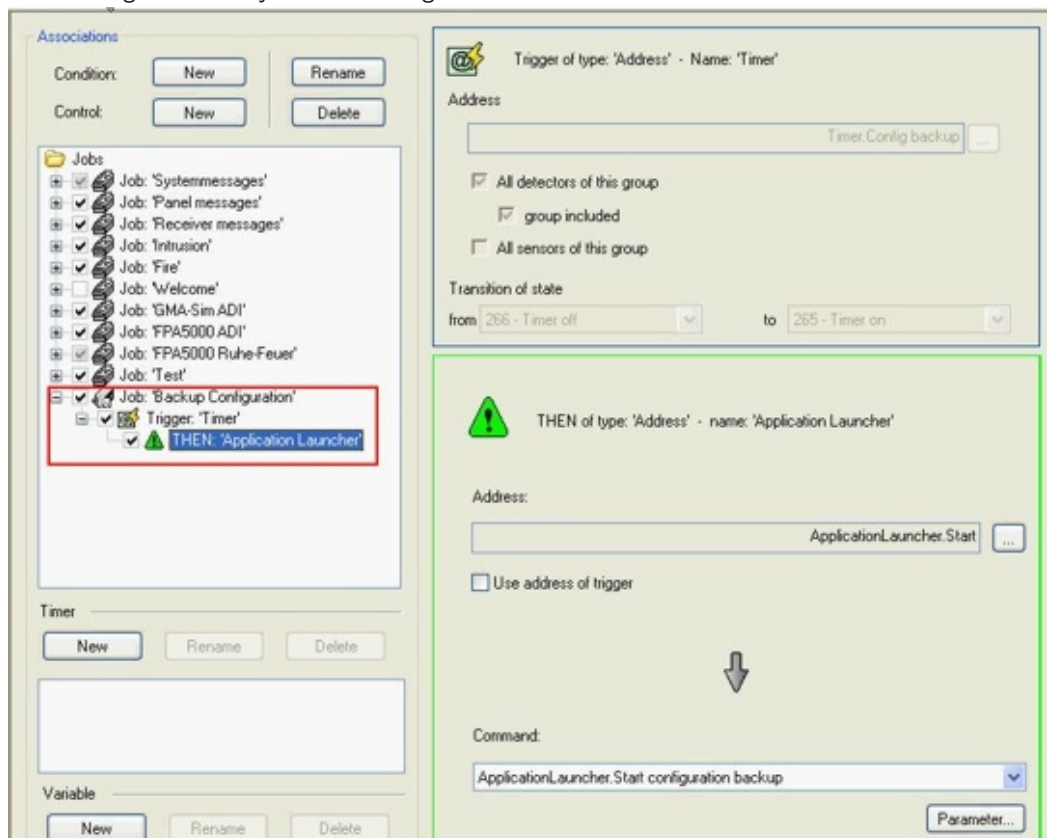 Associations
Condition: New Rename
Control: New Delete
Jobs
Job: 'Systemmessages'
Job: 'Panel messages'
Job: 'Receiver messages'
Job: 'Intrusion'
Job: 'Fire'
Job: 'Welcome'
Job: 'GMA-Sim ADI'
Job: 'FPA5000 ADI'
Job: 'FPA5000 Ruhe-Feuer'
Job: 'Test'
Job: 'Backup Configuration'
Trigger: 'Timer'
THEN: 'Application Launcher'
Timer
New Rename Delete
Variable
New Rename Delete
Trigger of type: 'Address' - Name: 'Timer'
Address
Timer.Config backup ...
All detectors of this group
group included
All sensors of this group
Transition of state
from 266 - Timer off to 265 - Timer on
THEN of type: 'Address' - name: 'Application Launcher'
Address:
ApplicationLauncher.Start ...
Use address of trigger
Command:
ApplicationLauncher.Start configuration backup
Parameter...